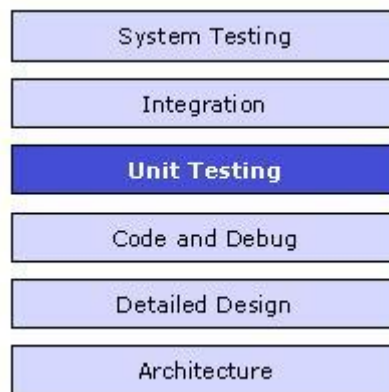 System Testing
Integration
Unit Testing
Code and Debug
Detailed Design
Architecture